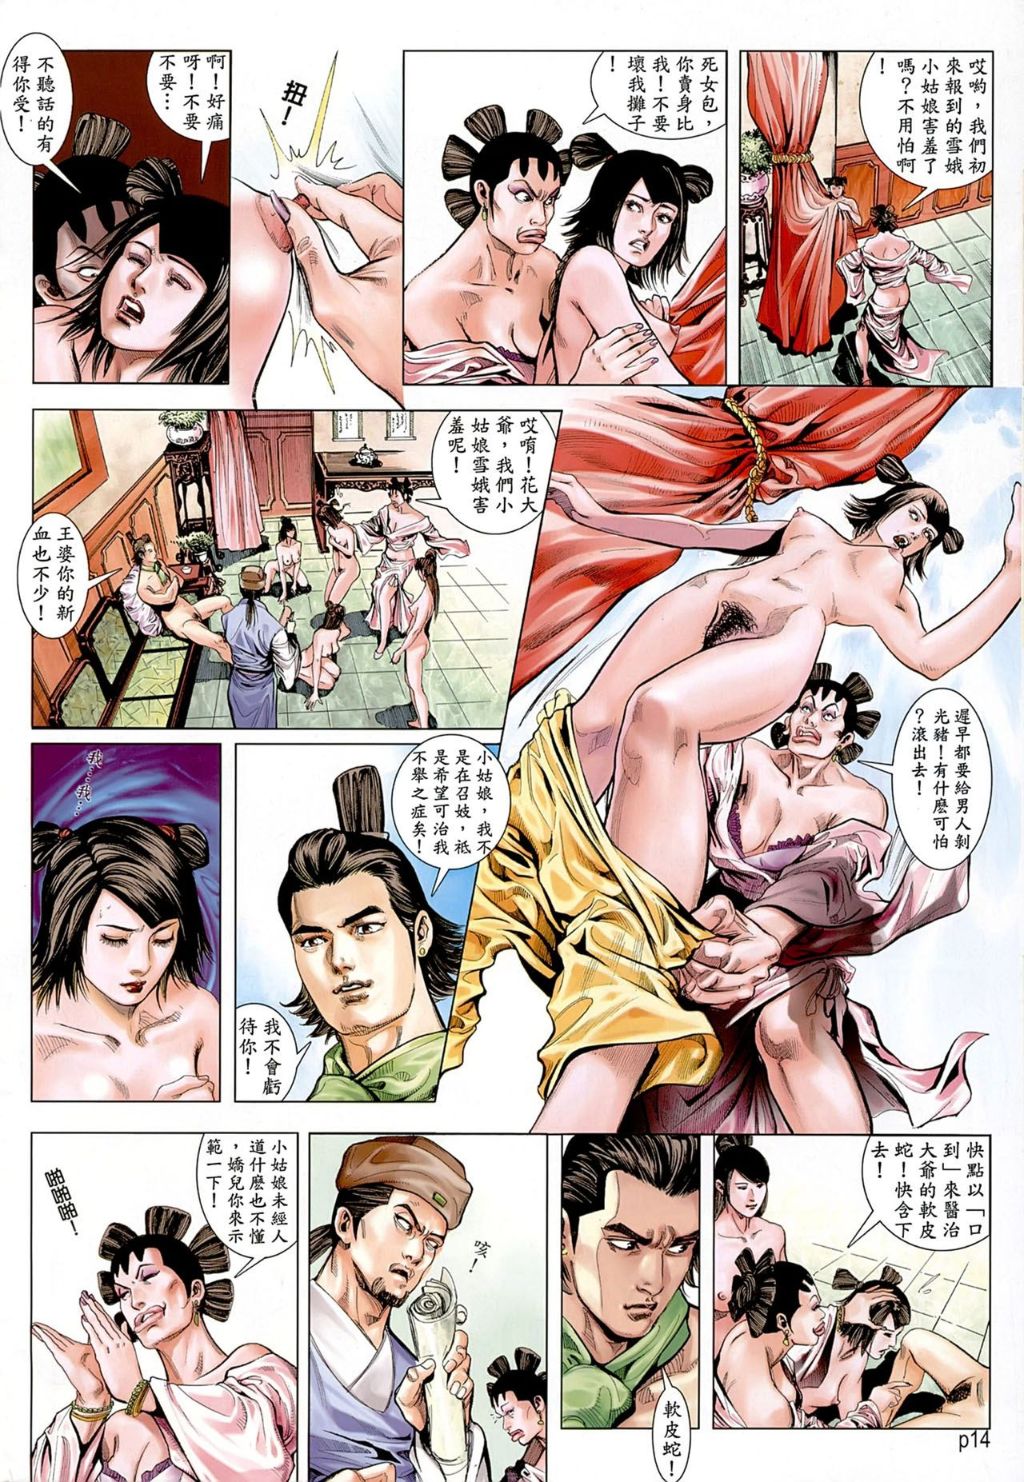 哎喲，我們初
來報到的雪娥
小姑娘害羞了
嗎？不用怕啊
！
死女包，
你賣身比
我！不要
壞我攤子
！
扭！
啊！好痛
呀！不要
不要…
不聽話的有
得你受！
遲早都要給男人剝
光豬！有什麼可怕
？滾出去！
哎唷！花大
爺，我們小
姑娘雪娥害
羞呢！
王婆你的新
血也不少！
小姑娘，我不
是在召妓，祗
是希望可治我
不舉之症矣！
我不會虧
待你！
我…我…
快點以「口
到」來醫治
大爺的軟皮
蛇！快含下
去！
軟皮蛇！
咳！
小姑娘未經人
道什麼也不懂
，嬌兒你來示
範一下！
p14